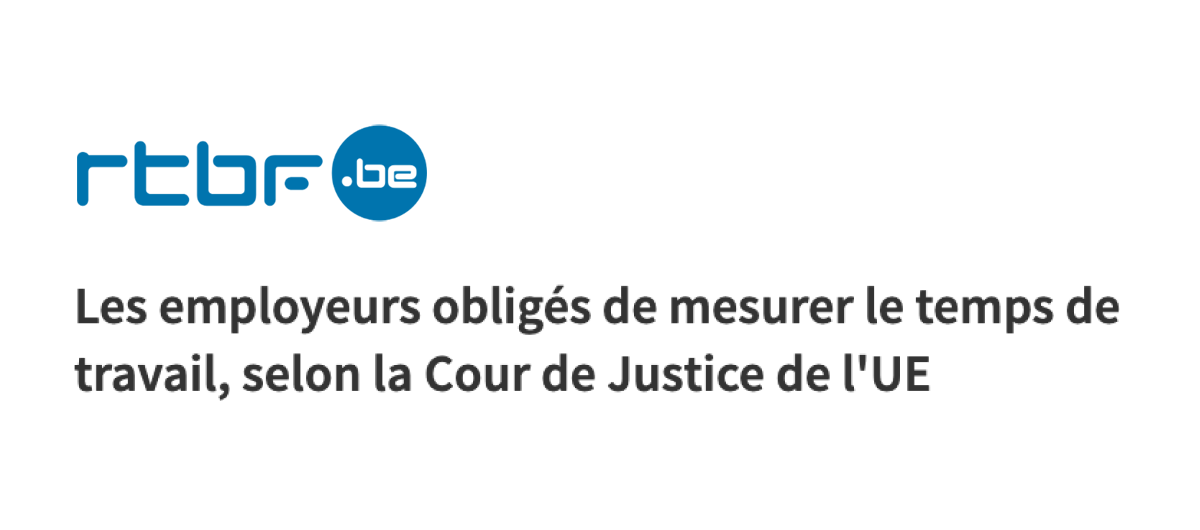 rtbf.be
Les employeurs obligés de mesurer le temps de
travail, selon la Cour de Justice de l'UE